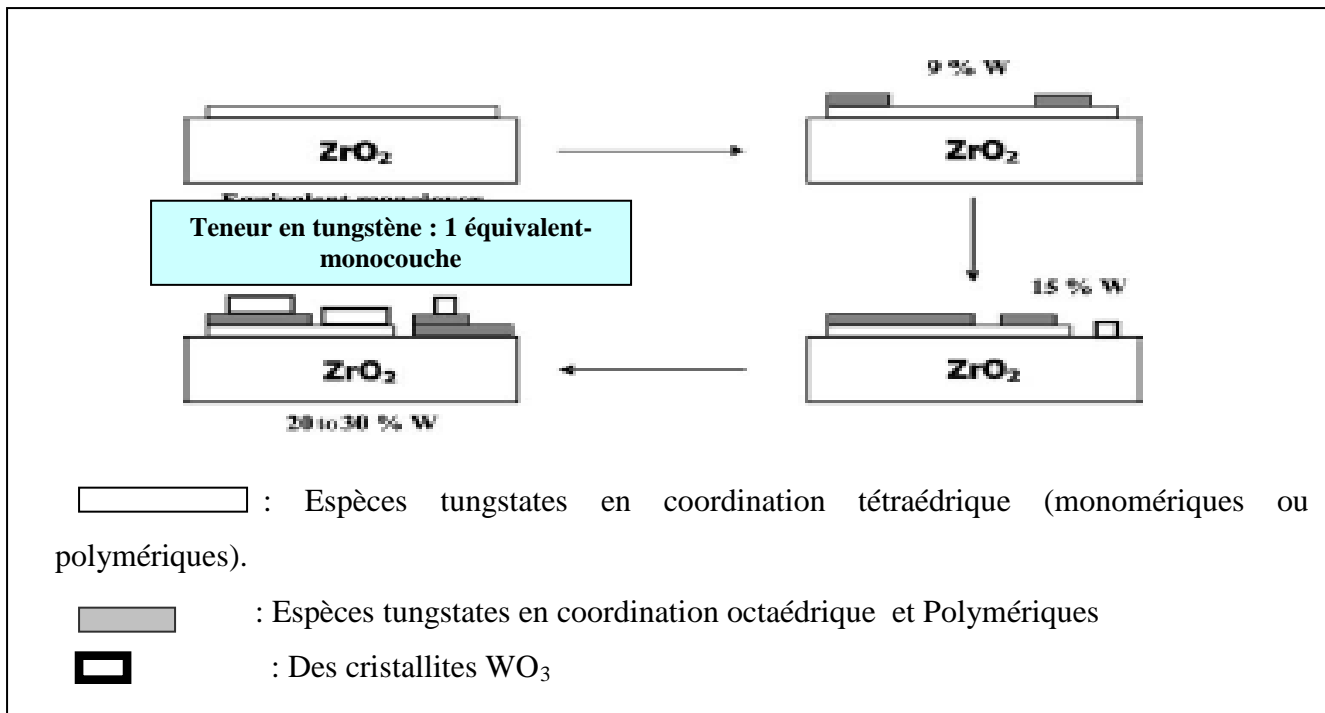 9 % W
ZrO₂
ZrO₂
Teneur en tungstène : 1 équivalent-
monocouche
15 % W
ZrO₂
ZrO₂
20 to 30 % W
: Espèces tungstates en coordination tétraédrique (monomériques ou
polymériques).
: Espèces tungstates en coordination octaédrique et Polymériques
: Des cristallites WO₃